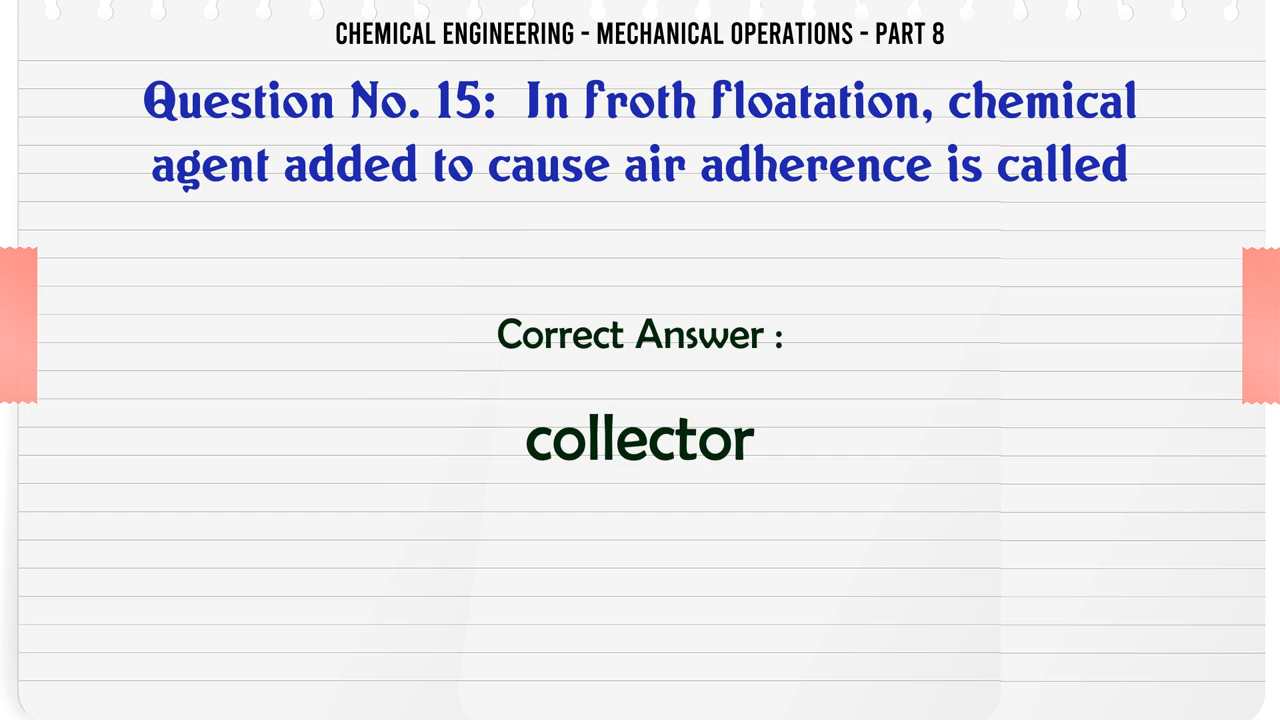 CHEMICAL ENGINEERING - MECHANICAL OPERATIONS - PART 8
Question No. 15: In froth floatation, chemical
agent added to cause air adherence is called
Correct Answer :
collector